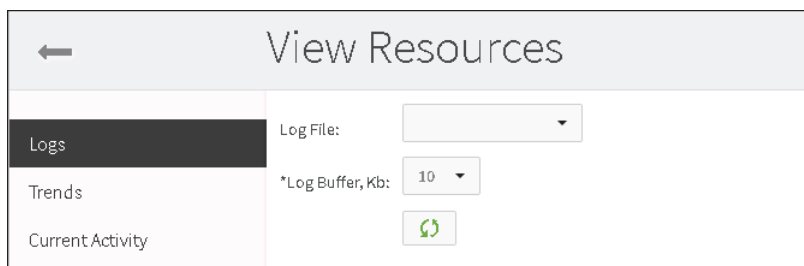 View Resources
Logs
Trends
Current Activity
Log File:
*Log Buffer, Kb: 10